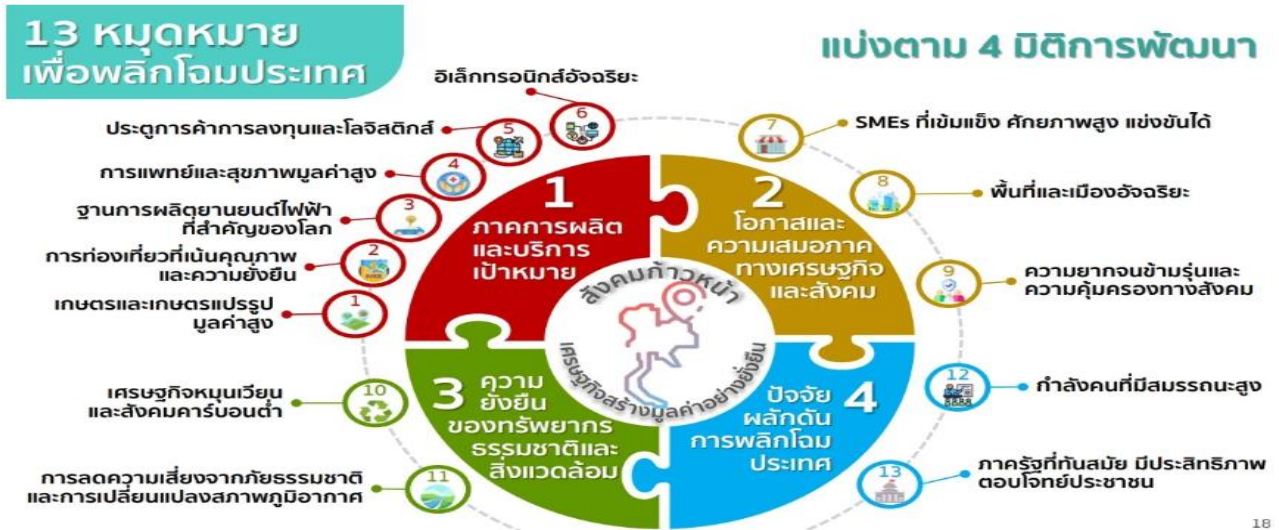 13 หมุดหมาย
เพื่อพลิกโฉมประเทศ
แบ่งตาม 4 มิติการพัฒนา
อิเล็กทรอนิกส์อัจฉริยะ
6
ประตูการค้าการลงทุนและโลจิสติกส์
5
การแพทย์และสุขภาพมูลค่าสูง
4
ฐานการผลิตยานยนต์ไฟฟ้า
ที่สำคัญของโลก
3
การท่องเที่ยวที่เน้นคุณภาพ
และความยั่งยืน
2
เกษตรและเกษตรแปรรูป
มูลค่าสูง
1
1
ภาคการผลิต
และบริการ
เป้าหมาย
7
SMEs ที่เข้มแข็ง ศักยภาพสูง แข่งขันได้
8
พื้นที่และเมืองอัจฉริยะ
9
ความยากจนข้ามรุ่นและ
ความคุ้มครองทางสังคม
2
โอกาสและ
ความเสมอภาค
ทางเศรษฐกิจ
และสังคม
สังคมก้าวหน้า
เศรษฐกิจสร้างมูลค่าอย่างยั่งยืน
เศรษฐกิจหมุนเวียน
และสังคมคาร์บอนต่ำ
10
การลดความเสี่ยงจากภัยธรรมชาติ
และการเปลี่ยนแปลงสภาพภูมิอากาศ
11
3 ความ
ยั่งยืน
ของทรัพยากร
ธรรมชาติและ
สิ่งแวดล้อม
ปัจจัย 4
ผลักดัน
การพลิกโฉม
ประเทศ
12
กำลังคนที่มีสมรรถนะสูง
13
ภาครัฐที่ทันสมัย มีประสิทธิภาพ
ตอบโจทย์ประชาชน
18